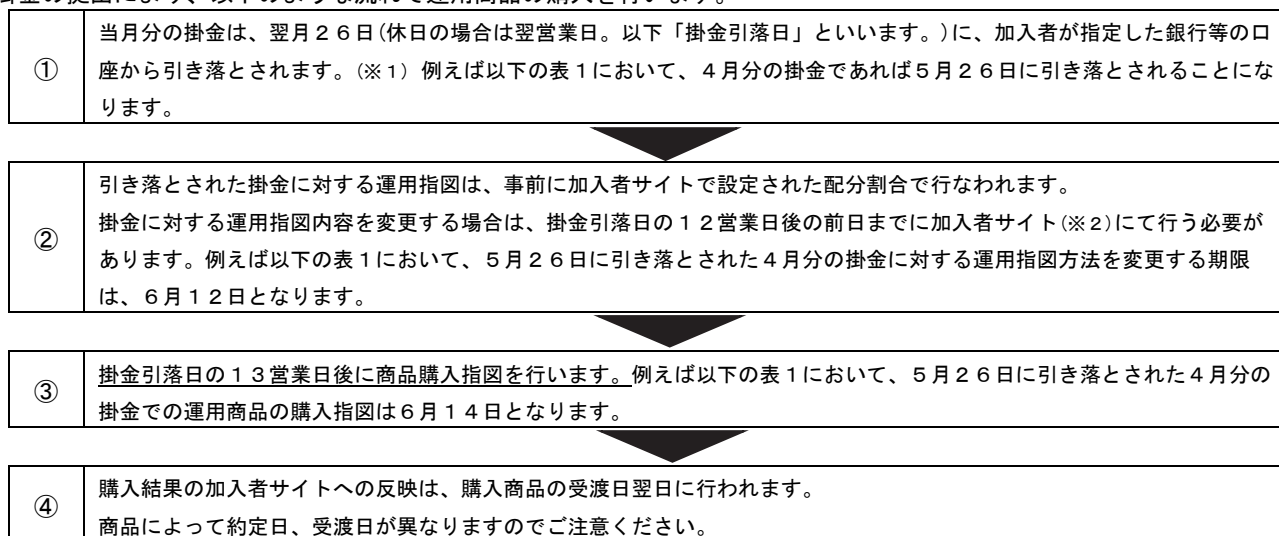 掛金の拠出により、以下のような流れで運用商品の購入を行います。
①
当月分の掛金は、翌月２６日(休日の場合は翌営業日。以下「掛金引落日」といいます。)に、加入者が指定した銀行等の口
座から引き落とされます。(※１) 例えば以下の表１において、４月分の掛金であれば５月２６日に引き落とされることにな
ります。
②
引き落とされた掛金に対する運用指図は、事前に加入者サイトで設定された配分割合で行なわれます。
掛金に対する運用指図内容を変更する場合は、掛金引落日の１２営業日後の前日までに加入者サイト(※２)にて行う必要が
あります。例えば以下の表１において、５月２６日に引き落とされた４月分の掛金に対する運用指図方法を変更する期限
は、６月１２日となります。
③
掛金引落日の１３営業日後に商品購入指図を行います。例えば以下の表１において、５月２６日に引き落とされた４月分の
掛金での運用商品の購入指図は６月１４日となります。
④
購入結果の加入者サイトへの反映は、購入商品の受渡日翌日に行われます。
商品によって約定日、受渡日が異なりますのでご注意ください。